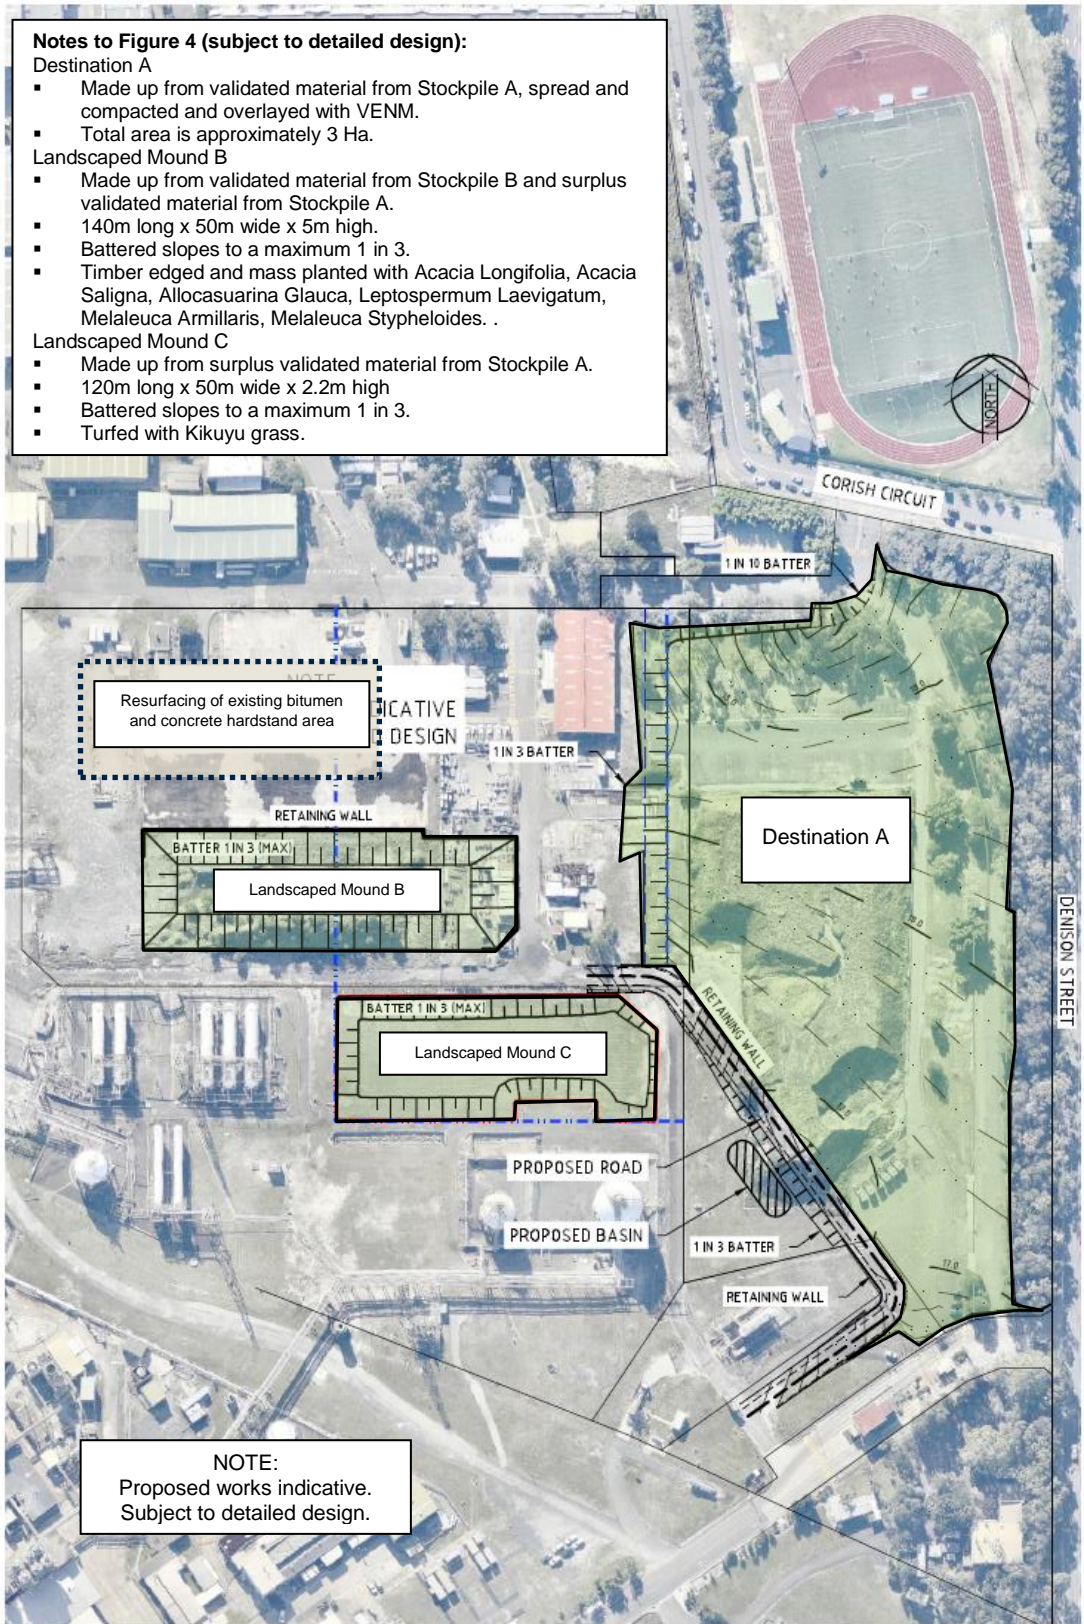 Notes to Figure 4 (subject to detailed design):
Destination A
▪ Made up from validated material from Stockpile A, spread and
compacted and overlayed with VENM.
▪ Total area is approximately 3 Ha.
Landscaped Mound B
▪ Made up from validated material from Stockpile B and surplus
validated material from Stockpile A.
▪ 140m long x 50m wide x 5m high.
▪ Battered slopes to a maximum 1 in 3.
▪ Timber edged and mass planted with Acacia Longifolia, Acacia
Saligna, Allocasuarina Glauca, Leptospermum Laevigatum,
Melaleuca Armillaris, Melaleuca Stypheloides. .
Landscaped Mound C
▪ Made up from surplus validated material from Stockpile A.
▪ 120m long x 50m wide x 2.2m high
▪ Battered slopes to a maximum 1 in 3.
▪ Turfed with Kikuyu grass.
NORTH
CORISH CIRCUIT
1 IN 10 BATTER
NOTE
Resurfacing of existing bitumen
and concrete hardstand area
ICATIVE
DESIGN
1 IN 3 BATTER
RETAINING WALL
BATTER 1 IN 3 (MAX)
Landscaped Mound B
Destination A
DENISON STREET
BATTER 1 IN 3 (MAX)
Landscaped Mound C
RETAINING WALL
PROPOSED ROAD
PROPOSED BASIN
1 IN 3 BATTER
17.0
RETAINING WALL
NOTE:
Proposed works indicative.
Subject to detailed design.